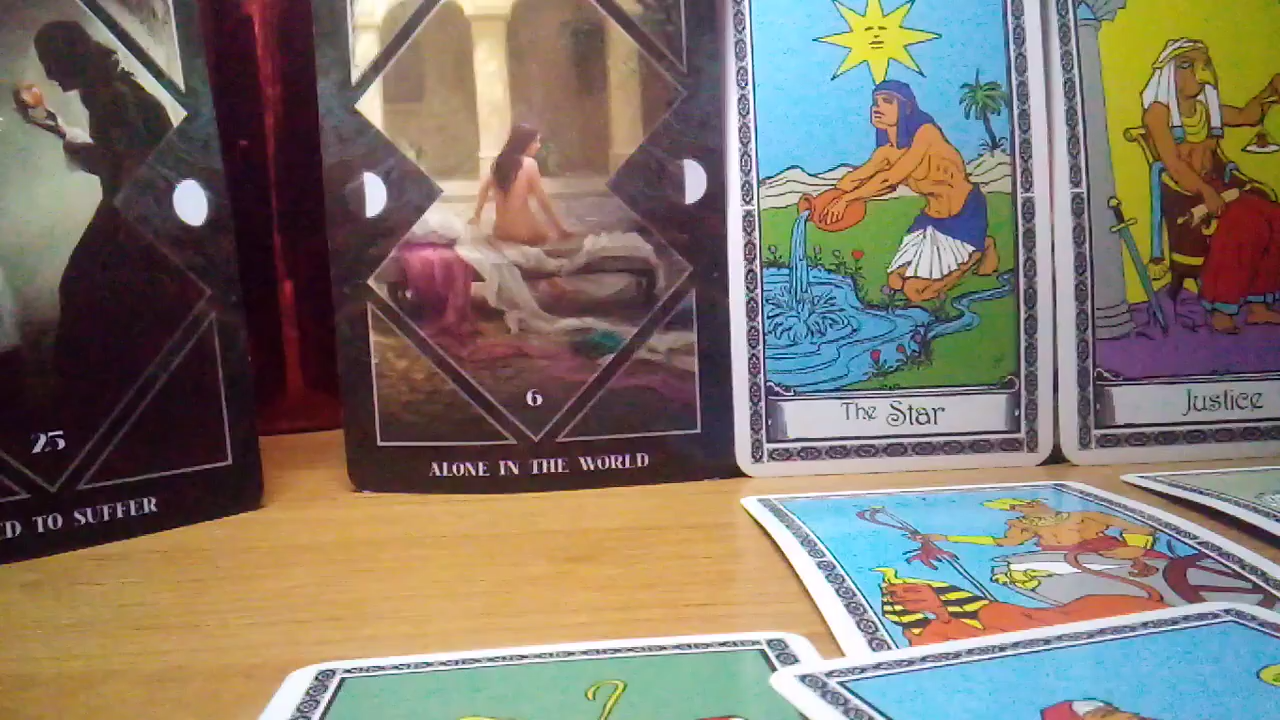 25
TO SUFFER
6
ALONE IN THE WORLD
The Star
Justice